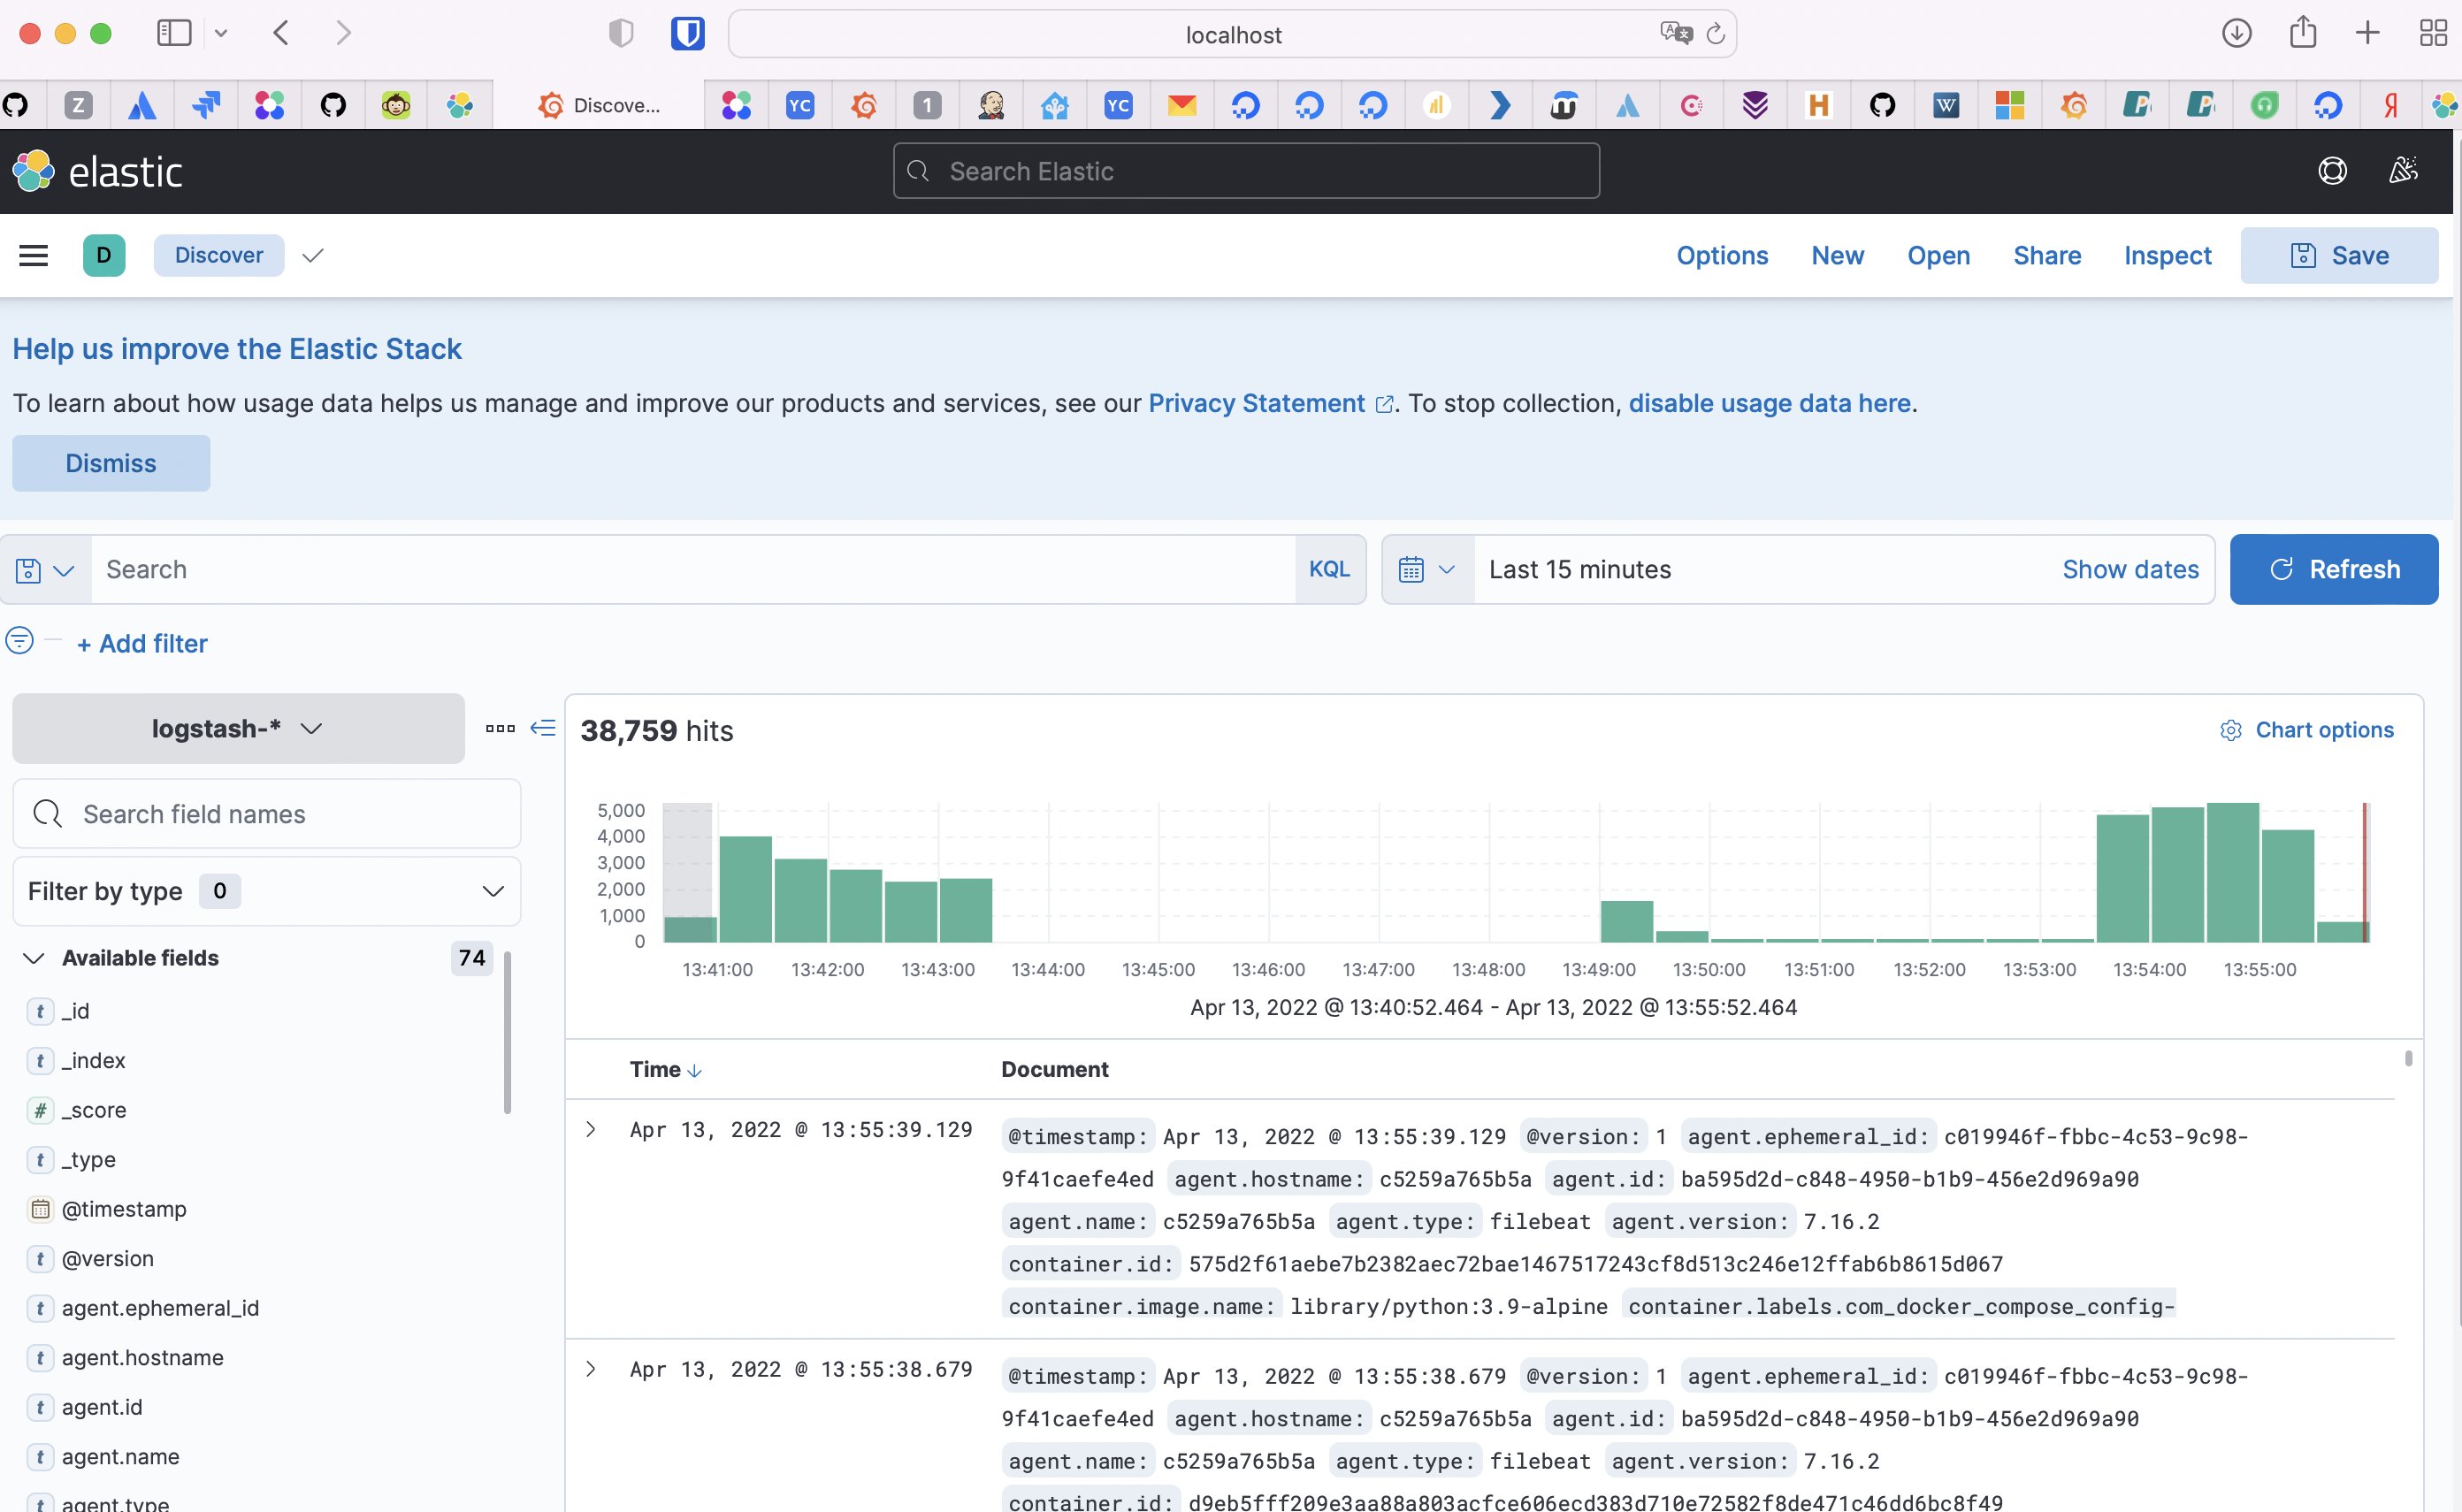 localhost
Z
Discove...
YC
1
YC
H
W
P
P
Я
elastic
Search Elastic
D Discover
Options New Open Share Inspect Save
Help us improve the Elastic Stack
To learn about how usage data helps us manage and improve our products and services, see our Privacy Statement . To stop collection, disable usage data here.
Dismiss
Search KQL Last 15 minutes Show dates Refresh
+ Add filter
logstash-*
Search field names
Filter by type 0
Available fields 74
t _id
t _index
# _score
t _type
@timestamp
t @version
t agent.ephemeral_id
t agent.hostname
t agent.id
t agent.name
t agent.type
38,759 hits
Chart options
5,000
4,000
3,000
2,000
1,000
0
13:41:00 13:42:00 13:43:00 13:44:00 13:45:00 13:46:00 13:47:00 13:48:00 13:49:00 13:50:00 13:51:00 13:52:00 13:53:00 13:54:00 13:55:00
Apr 13, 2022 @ 13:40:52.464 - Apr 13, 2022 @ 13:55:52.464
Time Document
Apr 13, 2022 @ 13:55:39.129
@timestamp: Apr 13, 2022 @ 13:55:39.129 @version: 1 agent.ephemeral_id: c019946f-fbbc-4c53-9c98-
9f41caefe4ed agent.hostname: c5259a765b5a agent.id: ba595d2d-c848-4950-b1b9-456e2d969a90
agent.name: c5259a765b5a agent.type: filebeat agent.version: 7.16.2
container.id: 575d2f61aebe7b2382aec72bae1467517243cf8d513c246e12ffab6b8615d067
container.image.name: library/python:3.9-alpine container.labels.com_docker_compose_config-
Apr 13, 2022 @ 13:55:38.679
@timestamp: Apr 13, 2022 @ 13:55:38.679 @version: 1 agent.ephemeral_id: c019946f-fbbc-4c53-9c98-
9f41caefe4ed agent.hostname: c5259a765b5a agent.id: ba595d2d-c848-4950-b1b9-456e2d969a90
agent.name: c5259a765b5a agent.type: filebeat agent.version: 7.16.2
container.id: d9eb5fff209e3aa88a803acfce606ecd383d710e72582f8de471c46dd6bc8f49